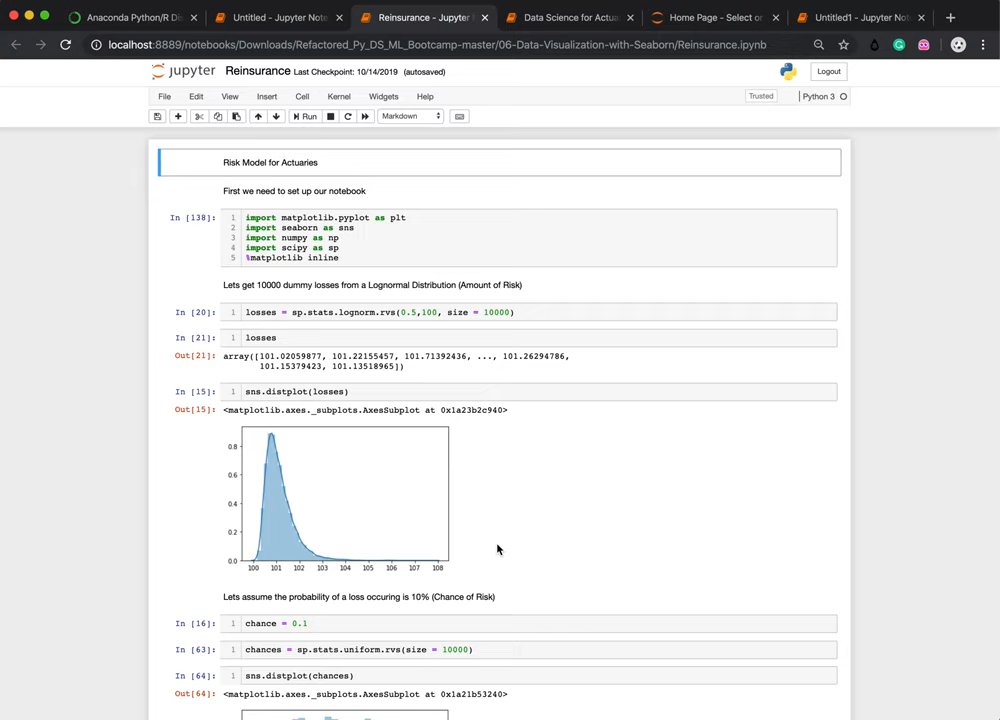 Anaconda Python/R Di
Untitled - Jupyter Note
Reinsurance - Jupyter
Data Science for Actua
Home Page - Select or
Untitled1 - Jupyter Note
localhost:8889/notebooks/Downloads/Refactored_Py_DS_ML_Bootcamp-master/06-Data-Visualization-with-Seaborn/Reinsurance.ipynb
jupyter Reinsurance Last Checkpoint: 10/14/2019 (autosaved)
Logout
File Edit View Insert Cell Kernel Widgets Help
Trusted
Python 3
Run
Markdown
Risk Model for Actuaries
First we need to set up our notebook
In [138]:
1 import matplotlib.pyplot as plt
2 import seaborn as sns
3 import numpy as np
4 import scipy as sp
5 %matplotlib inline
Lets get 10000 dummy losses from a Lognormal Distribution (Amount of Risk)
In [20]: 1 losses = sp.stats.lognorm.rvs(0.5,100, size = 10000)
In [21]: 1 losses
Out[21]: array([101.02059877, 101.22155457, 101.71392436, ..., 101.26294786,
101.15379423, 101.13518965])
In [15]: 1 sns.distplot(losses)
Out[15]: <matplotlib.axes._subplots.AxesSubplot at 0x1a23b2c940>
0.8
0.6
0.4
0.2
0.0
100 101 102 103 104 105 106 107 108
Lets assume the probability of a loss occuring is 10% (Chance of Risk)
In [16]: 1 chance = 0.1
In [63]: 1 chances = sp.stats.uniform.rvs(size = 10000)
In [64]: 1 sns.distplot(chances)
Out[64]: <matplotlib.axes._subplots.AxesSubplot at 0x1a21b53240>